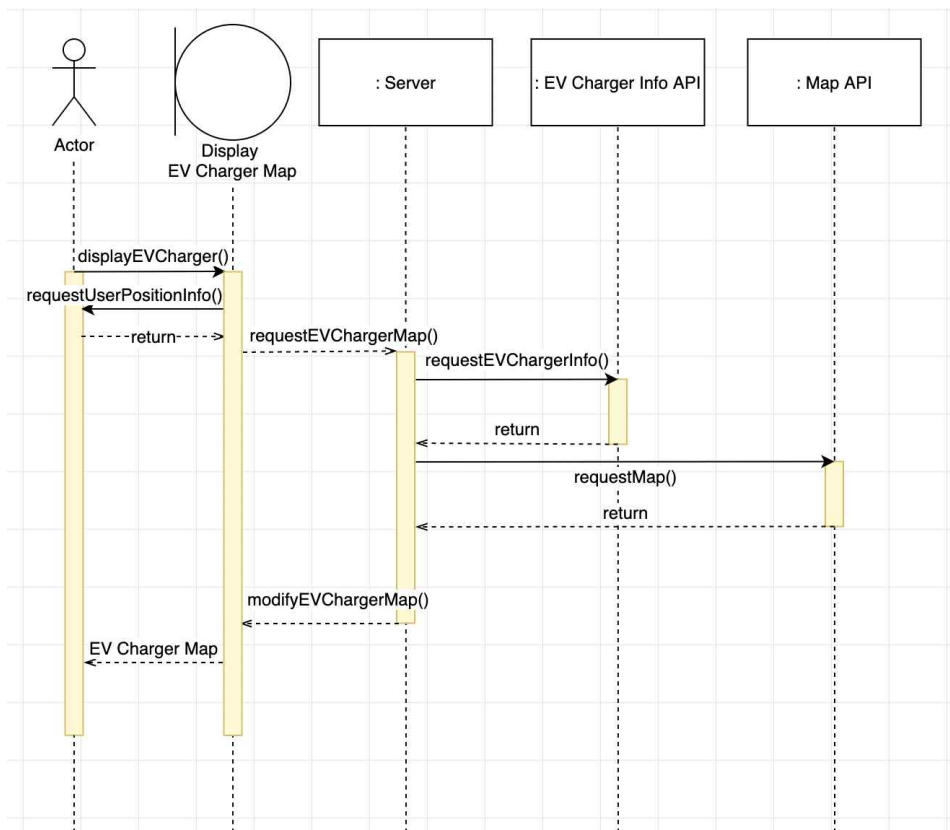 Actor
Display
EV Charger Map
: Server
: EV Charger Info API
: Map API
displayEVCharger()
requestUserPositionInfo()
return
requestEVChargerMap()
requestEVChargerInfo()
return
requestMap()
return
modifyEVChargerMap()
EV Charger Map